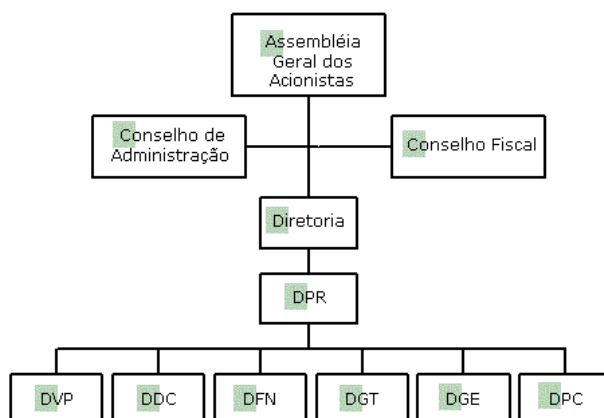 Assembléia
Geral dos
Acionistas
Conselho de
Administração
Conselho Fiscal
Diretoria
DPR
DVP
DDC
DFN
DGT
DGE
DPC